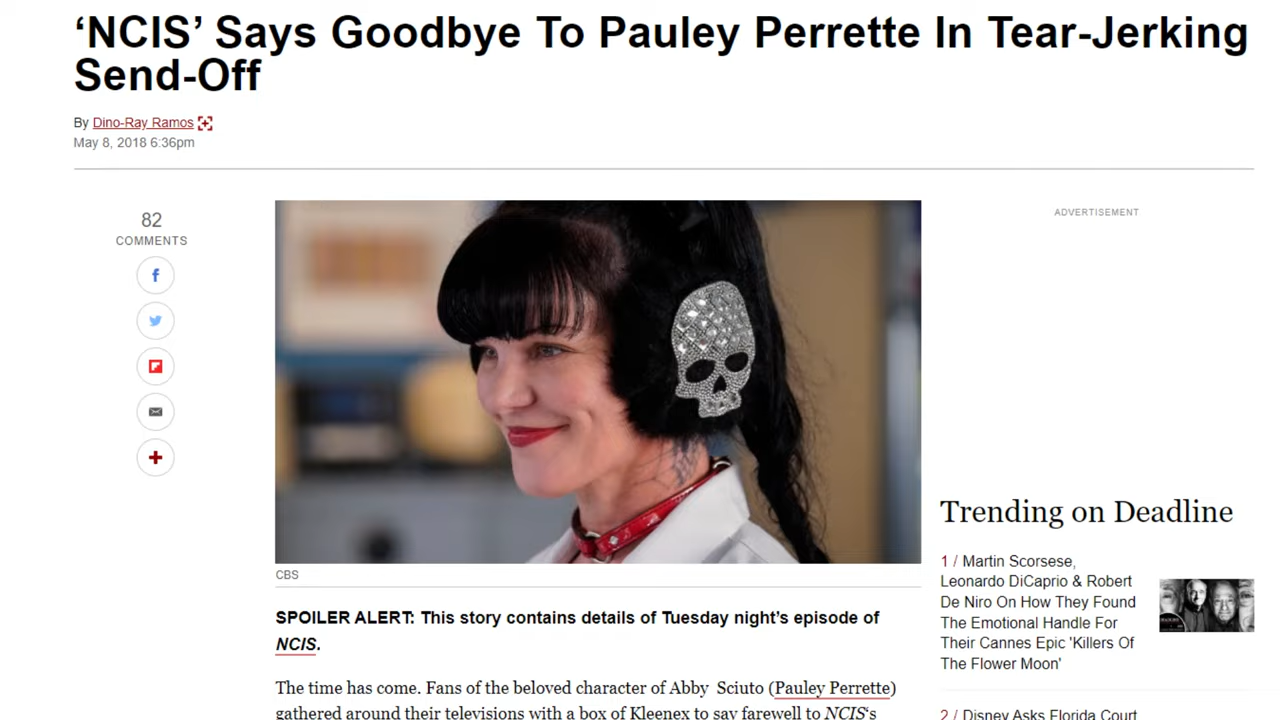 ‘NCIS’ Says Goodbye To Pauley Perrette In Tear-Jerking
Send-Off
By Dino-Ray Ramos
May 8, 2018 6:36pm
82
COMMENTS
ADVERTISEMENT
CBS
SPOILER ALERT: This story contains details of Tuesday night’s episode of
NCIS.
The time has come. Fans of the beloved character of Abby Sciuto (Pauley Perrette)
gathered around their televisions with a box of Kleenex to say farewell to NCIS‘s
Trending on Deadline
1 / Martin Scorsese,
Leonardo DiCaprio & Robert
De Niro On How They Found
The Emotional Handle For
Their Cannes Epic 'Killers Of
The Flower Moon'
2 / Disney Asks Florida Court